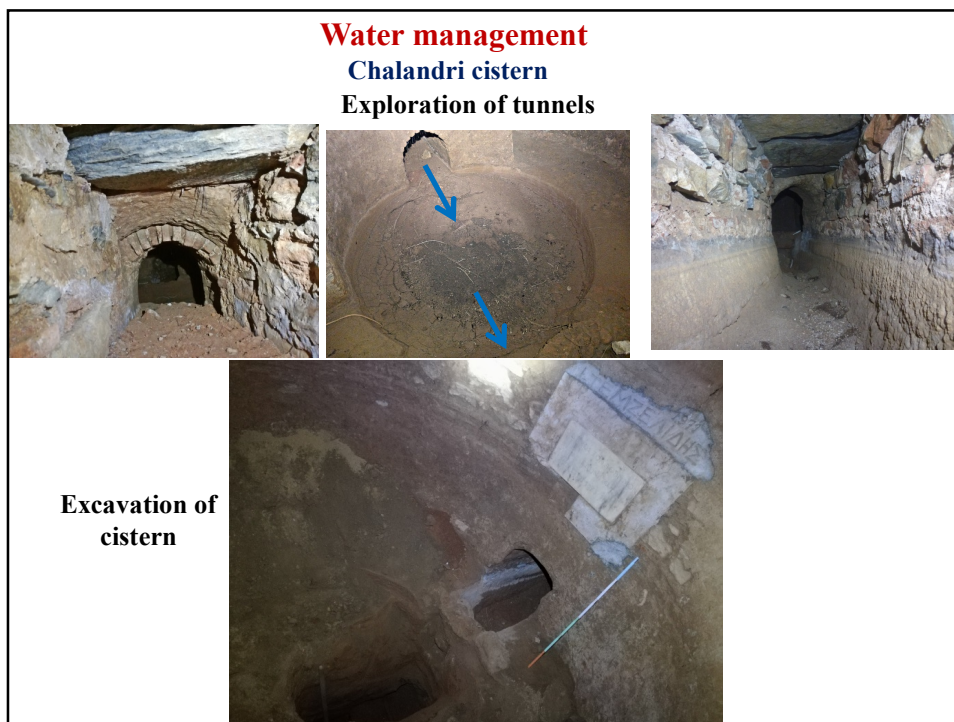 Water management
Chalandri cistern
Exploration of tunnels
Excavation of
cistern